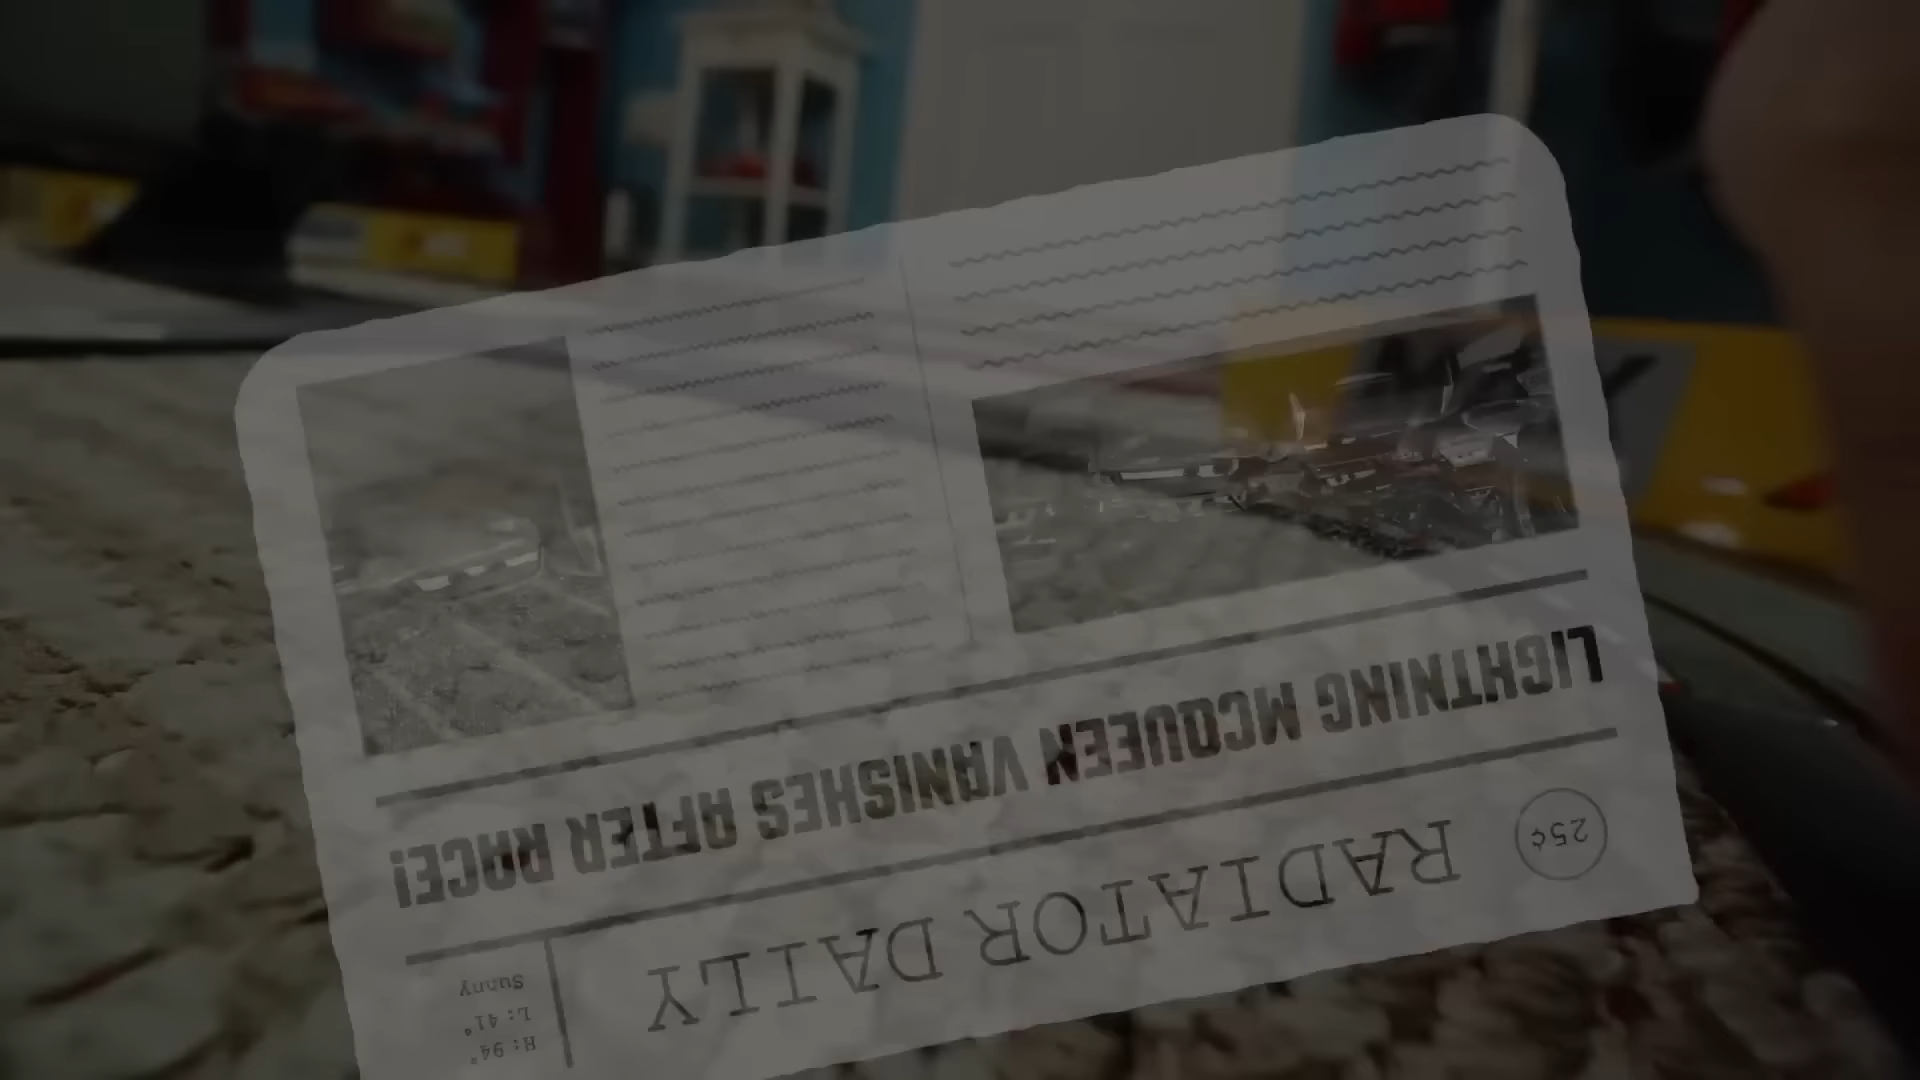 H: 94°
L: 41°
Sunny
RADIATOR DAILY
25¢
LIGHTNING MCQUEEN VANISHES AFTER RACE!